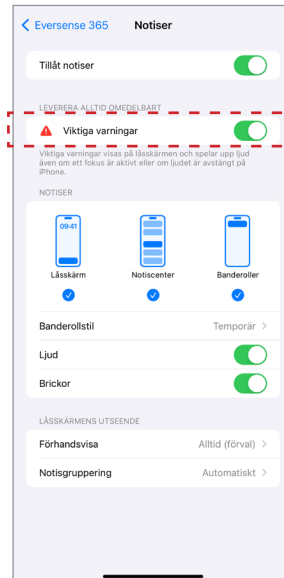 Eversense 365 Notiser
Tillåt notiser
LEVERERA ALLTID OMEDELBART
Viktiga varningar
Viktiga varningar visas på låsskärmen och spelar upp ljud
även om ett fokus är aktivt eller om ljudet är avstängt på
iPhone.
NOTISER
09:41
Låsskärm Notiscenter Banderoller
Banderollstil Temporär
Ljud
Brickor
LÅSSKÄRMENS UTSEENDE
Förhandsvisa Alltid (förval)
Notisgruppering Automatiskt